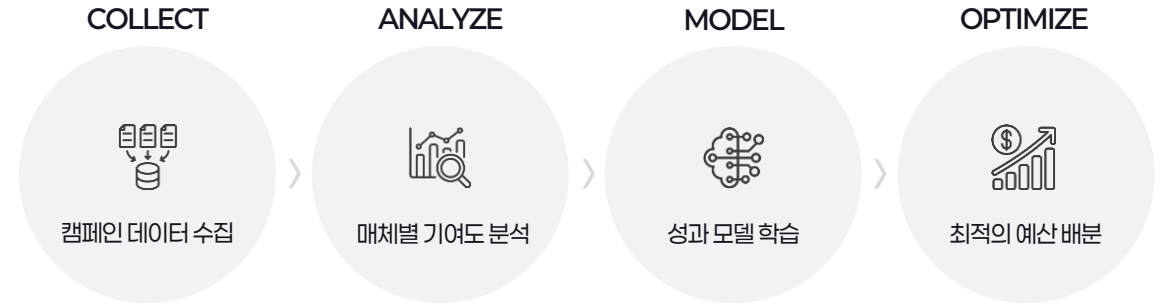 COLLECT
ANALYZE
MODEL
OPTIMIZE
$
캠페인 데이터 수집
매체별 기여도 분석
성과 모델 학습
최적의 예산 배분